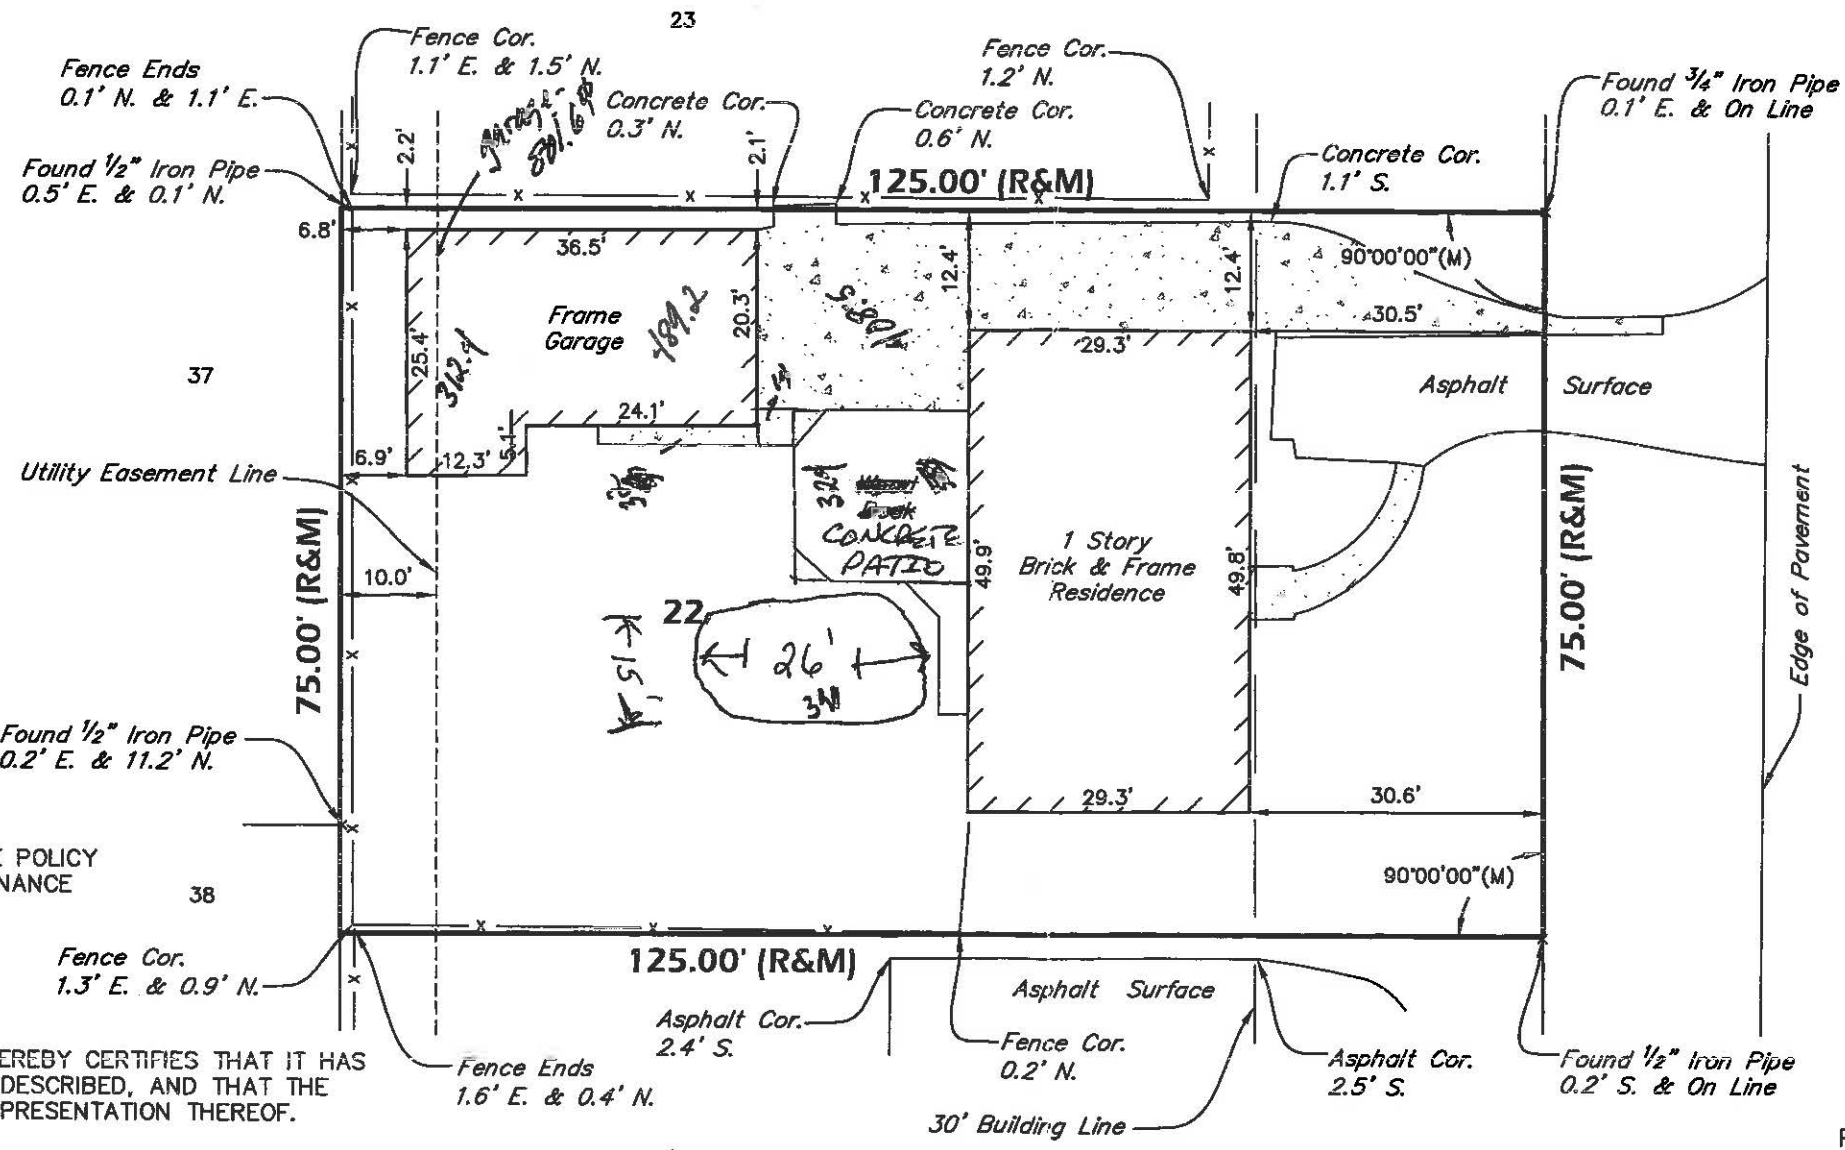 23
Fence Cor.
1.1' E. & 1.5' N.
Fence Cor.
1.2' N.
Fence Ends
0.1' N. & 1.1' E.
Found 3/4" Iron Pipe
0.1' E. & On Line
Concrete Cor.
0.3' N.
Concrete Cor.
0.6' N.
801.6
2.2'
2.1'
Found 1/2" Iron Pipe
0.5' E. & 0.1' N.
125.00' (R&M)
Concrete Cor.
1.1' S.
6.8'
36.5'
12.4'
12.4'
90°00'00"(M)
Frame
Garage
489.2
20.3'
30.5'
29.3'
25.4'
312.1
37
Asphalt Surface
24.1'
5.1'
6.9'
12.3'
Utility Easement Line
CONCRETE
PATIO
75.00' (R&M)
10.0'
49.9'
1 Story
Brick & Frame
Residence
49.8'
75.00' (R&M)
Edge of Pavement
22
15'
26'
Found 1/2" Iron Pipe
0.2' E. & 11.2' N.
29.3'
30.6'
POLICY
NANCE
38
90°00'00"(M)
Fence Cor.
1.3' E. & 0.9' N.
125.00' (R&M)
Asphalt Surface
Asphalt Cor.
2.4' S.
Fence Cor.
0.2' N.
Asphalt Cor.
2.5' S.
Found 1/2" Iron Pipe
0.2' S. & On Line
EREBY CERTIFIES THAT IT HAS
DESCRIBED, AND THAT THE
PRESENTATION THEREOF.
Fence Ends
1.6' E. & 0.4' N.
30' Building Line